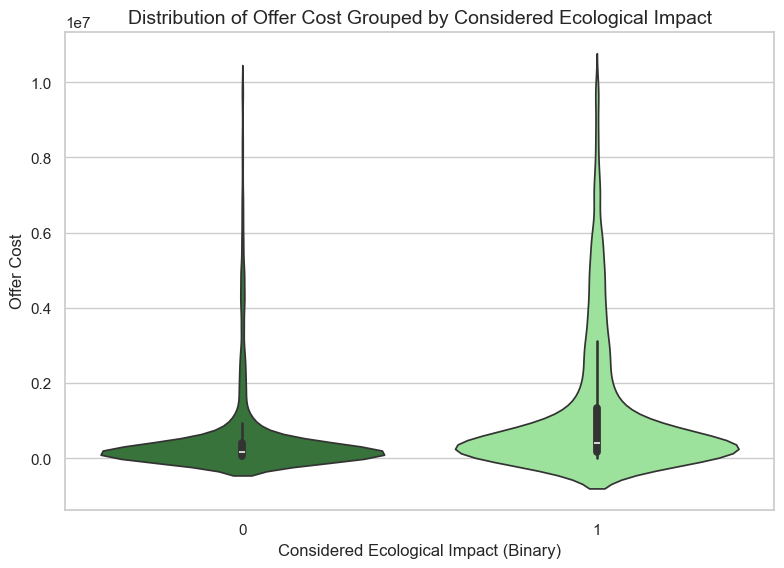 Distribution of Offer Cost Grouped by Considered Ecological Impact
1e7
1.0
0.8
0.6
0.4
0.2
0.0
Offer Cost
0
1
Considered Ecological Impact (Binary)